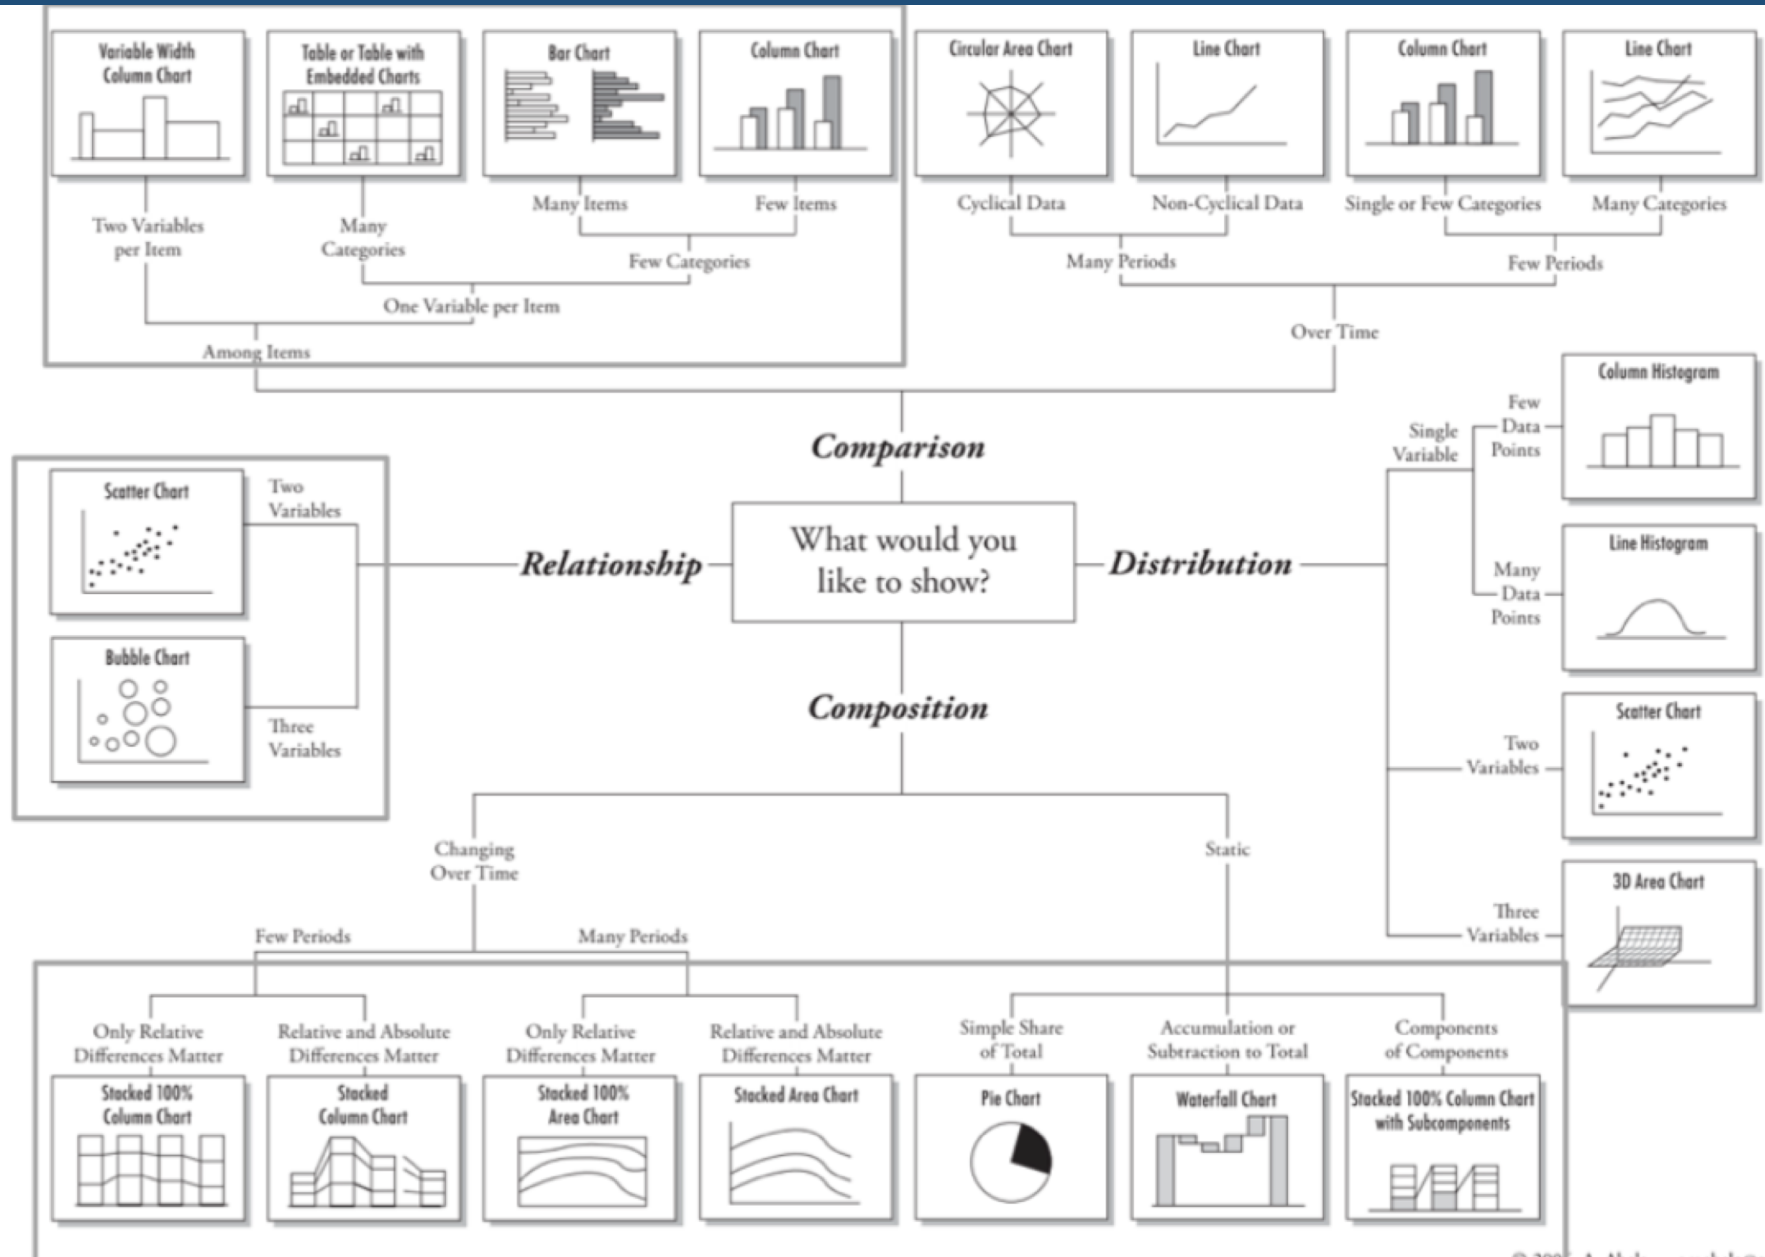 Variable Width
Column Chart
Table or Table with
Embedded Charts
Bar Chart
Column Chart
Circular Area Chart
Line Chart
Column Chart
Line Chart
Two Variables
per Item
Many
Categories
Many Items
Few Items
Cyclical Data
Non-Cyclical Data
Single or Few Categories
Many Categories
Few Categories
Many Periods
Few Periods
One Variable per Item
Over Time
Among Items
Comparison
What would you
like to show?
Relationship
Two
Variables
Scatter Chart
Three
Variables
Bubble Chart
Distribution
Single
Variable
Few
Data
Points
Column Histogram
Many
Data
Points
Line Histogram
Two
Variables
Scatter Chart
Three
Variables
3D Area Chart
Composition
Changing
Over Time
Static
Few Periods
Many Periods
Only Relative
Differences Matter
Relative and Absolute
Differences Matter
Only Relative
Differences Matter
Relative and Absolute
Differences Matter
Simple Share
of Total
Accumulation or
Subtraction to Total
Components
of Components
Stacked 100%
Column Chart
Stacked
Column Chart
Stacked 100%
Area Chart
Stacked Area Chart
Pie Chart
Waterfall Chart
Stacked 100% Column Chart
with Subcomponents